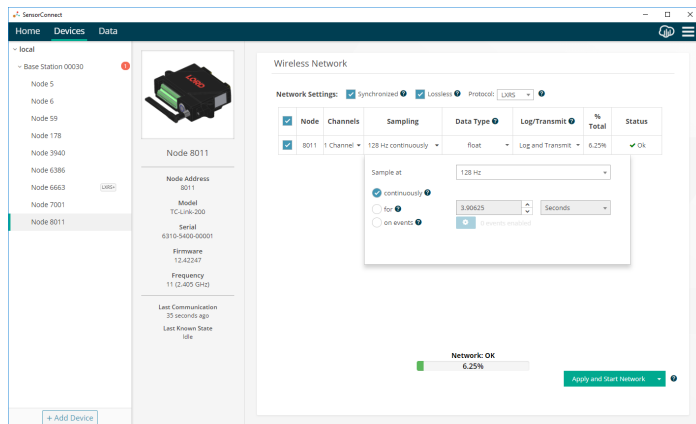 SensorConnect
Home Devices Data
local
Base Station 00030
Node 5
Node 6
Node 59
Node 178
Node 3940
Node 6386
Node 6663 LXRS+
Node 7001
Node 8011
+ Add Device
LORD
Node 8011
Node Address
8011
Model
TC-Link-200
Serial
6310-5400-00001
Firmware
12.42247
Frequency
11 (2.405 GHz)
Last Communication
35 seconds ago
Last Known State
Idle
Wireless Network
Network Settings: Synchronized ? Lossless ? Protocol: LXRS ?
Node Channels Sampling Data Type ? Log/Transmit ? % Total Status
8011 1 Channel 128 Hz continuously float Log and Transmit 6.25% Ok
Sample at 128 Hz
continuously ?
for ? 3.90625 Seconds
on events ? 0 events enabled
Network: OK
6.25%
Apply and Start Network ?